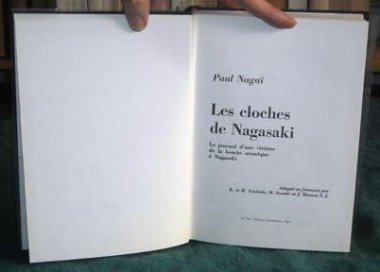 Paul Nagaï
Les cloches
de Nagasaki
Le journal d'une victime
de la bombe atomique
à Nagasaki
Adapté en français par
K. et M. Yoshida, M. Suzuki et J. Masson S. J.